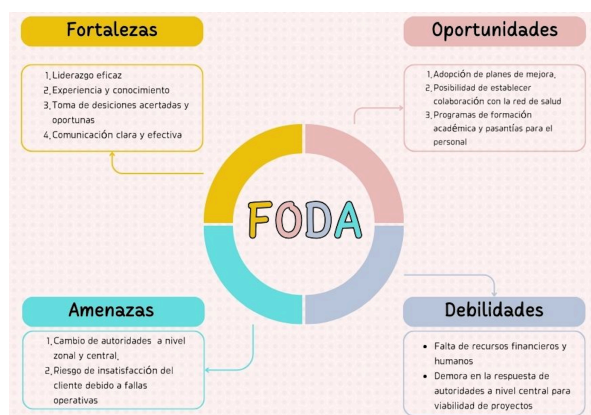 Fortalezas
1. Liderazgo eficaz
2. Experiencia y conocimiento
3. Toma de desiciones acertadas y
oportunas
4. Comunicación clara y efectiva
Oportunidades
1. Adopción de planes de mejora.
2. Posibilidad de establecer
colaboración con la red de salud
3. Programas de formación
académica y pasantías para el
personal
FODA
Amenazas
1. Cambio de autoridades a nivel
zonal y central.
2. Riesgo de insatisfacción del
cliente debido a fallas
operativas
Debilidades
• Falta de recursos financieros y
humanos
• Demora en la respuesta de
autoridades a nivel central para
viabilidad de proyectos